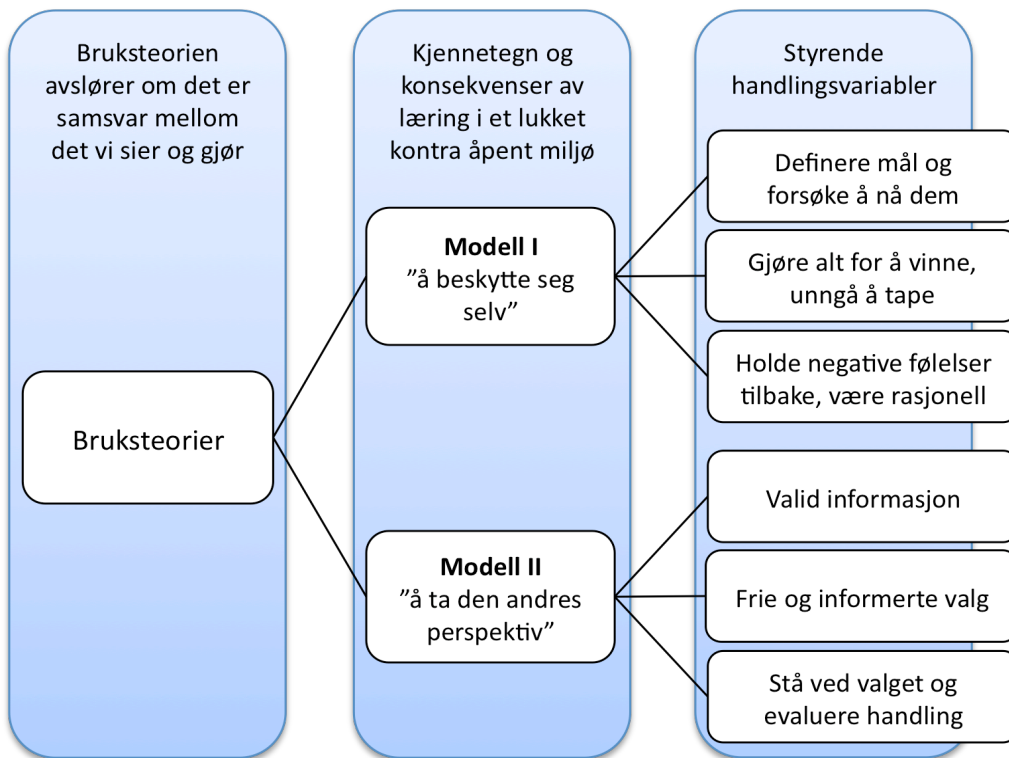 Bruksteorien
avslører om det er
samsvar mellom
det vi sier og gjør
Bruksteorier
Kjennetegn og
konsekvenser av
læring i et lukket
kontra åpent miljø
Modell I
”å beskytte seg
selv”
Modell II
”å ta den andres
perspektiv”
Styrende
handlingsvariabler
Definere mål og
forsøke å nå dem
Gjøre alt for å vinne,
unngå å tape
Holde negative følelser
tilbake, være rasjonell
Valid informasjon
Frie og informerte valg
Stå ved valget og
evaluere handling